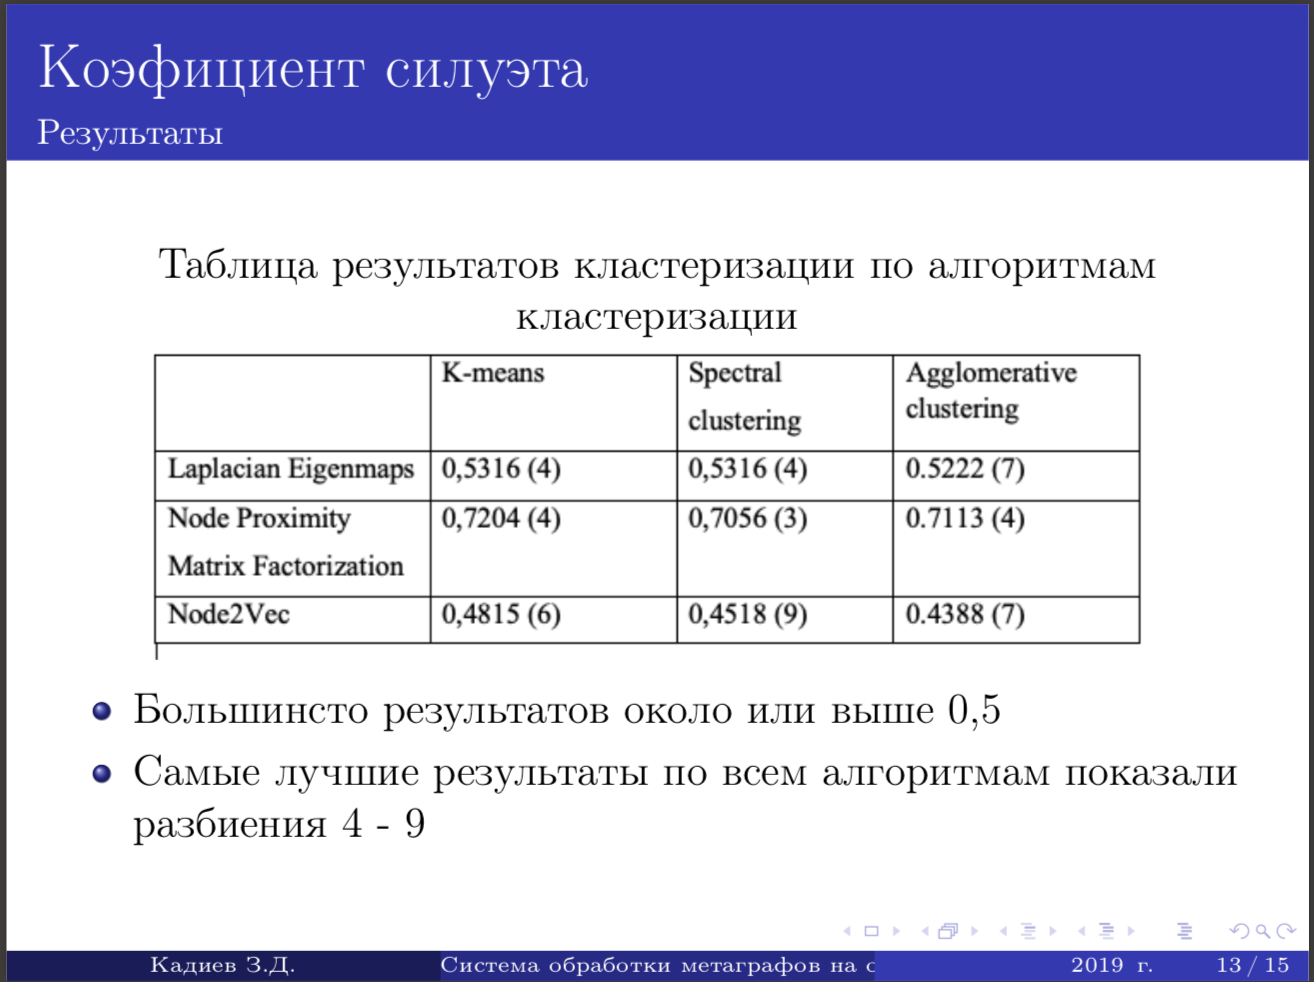 Коэфициент силуэта
Результаты
Таблица результатов кластеризации по алгоритмам
кластеризации
K-means
Spectral
clustering
Agglomerative
clustering
Laplacian Eigenmaps
0,5316 (4)
0,5316 (4)
0.5222 (7)
Node Proximity
Matrix Factorization
0,7204 (4)
0,7056 (3)
0.7113 (4)
Node2Vec
0,4815 (6)
0,4518 (9)
0.4388 (7)
Большинсто результатов около или выше 0,5
Самые лучшие результаты по всем алгоритмам показали
разбиения 4 - 9
Кадиев З.Д.
Система обработки метаграфов на с
2019 г.
13 / 15